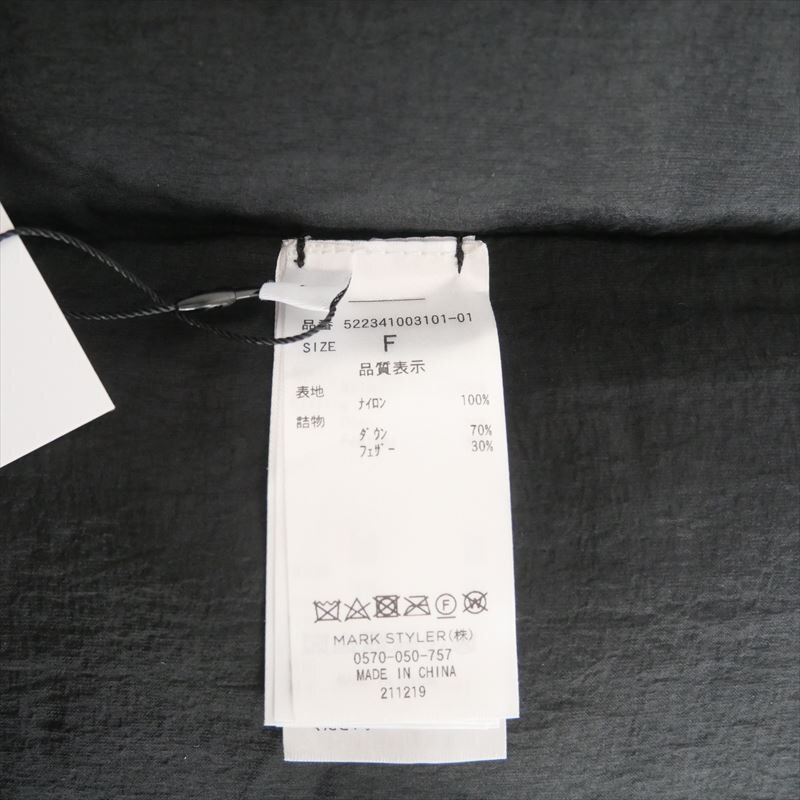 品番 522341003101-01
SIZE F
品質表示
表地
ナイロン 100%
詰物
ダウン 70%
フェザー 30%
MARK STYLER(株)
0570-050-757
MADE IN CHINA
211219